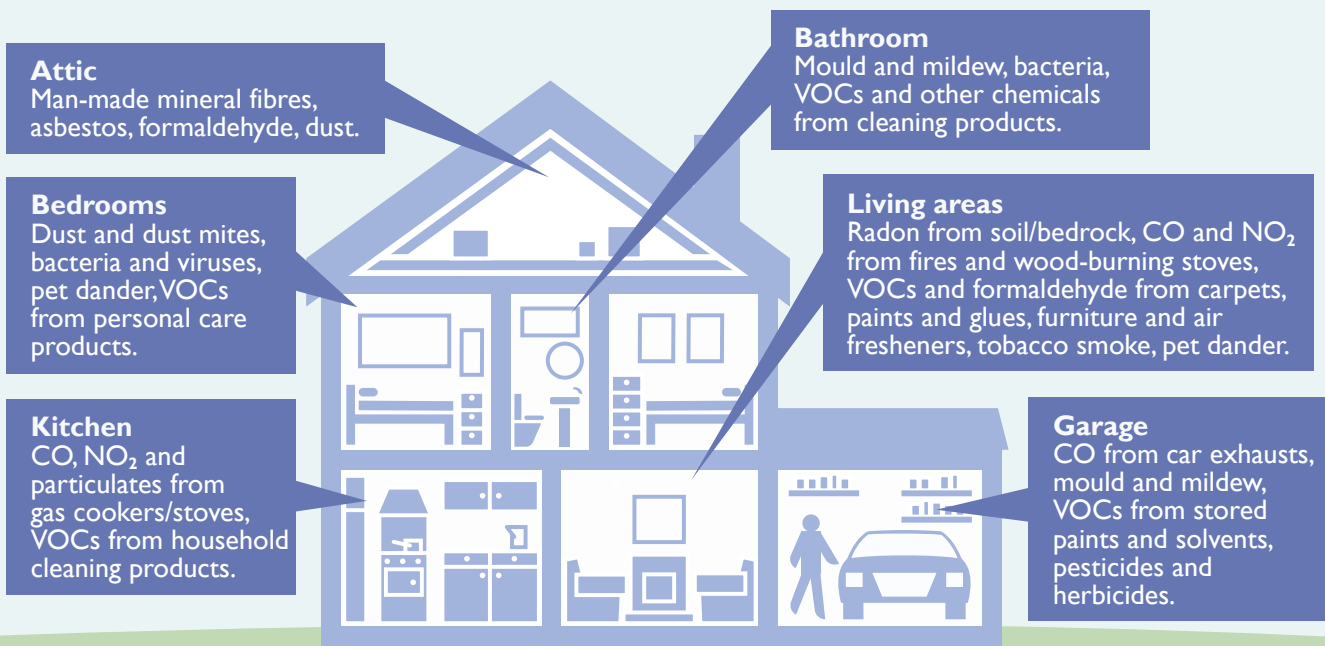 Attic
Man-made mineral fibres,
asbestos, formaldehyde, dust.
Bedrooms
Dust and dust mites,
bacteria and viruses,
pet dander, VOCs
from personal care
products.
Kitchen
CO, NO₂ and
particulates from
gas cookers/stoves,
VOCs from household
cleaning products.
Bathroom
Mould and mildew, bacteria,
VOCs and other chemicals
from cleaning products.
Living areas
Radon from soil/bedrock, CO and NO₂
from fires and wood-burning stoves,
VOCs and formaldehyde from carpets,
paints and glues, furniture and air
fresheners, tobacco smoke, pet dander.
Garage
CO from car exhausts,
mould and mildew,
VOCs from stored
paints and solvents,
pesticides and
herbicides.